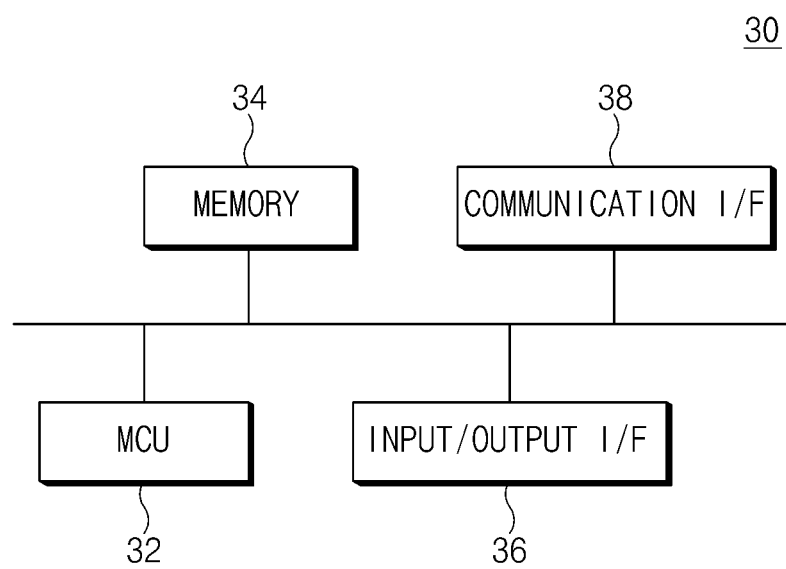 30
34
38
MEMORY
COMMUNICATION I/F
MCU
INPUT/OUTPUT I/F
32
36